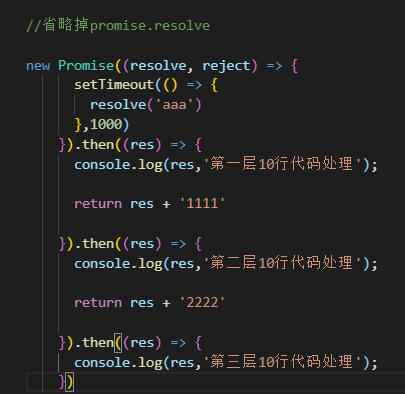 //省略掉promise.resolve
new Promise((resolve, reject) => {
setTimeout(() => {
resolve('aaa')
},1000)
}).then((res) => {
console.log(res,'第一层10行代码处理');
return res + '1111'
}).then((res) => {
console.log(res,'第二层10行代码处理');
return res + '2222'
}).then((res) => {
console.log(res,'第三层10行代码处理');
})